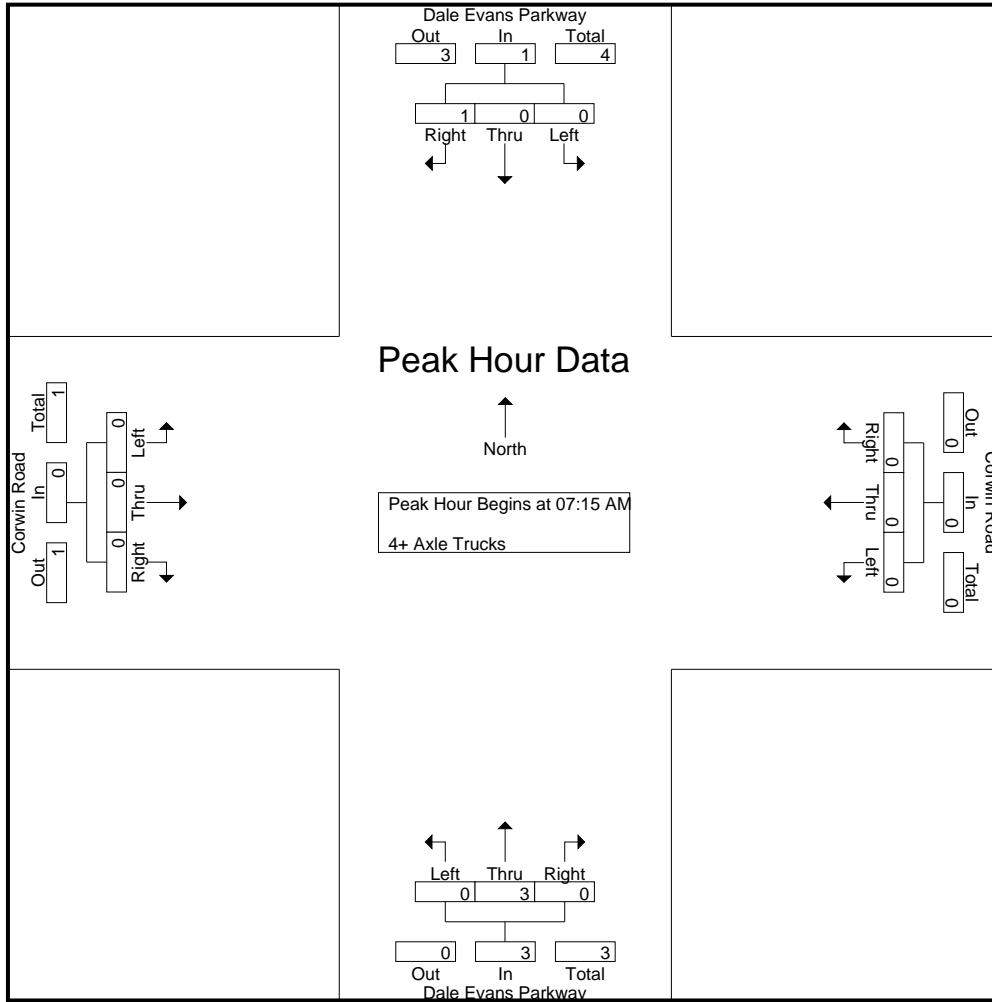 Dale Evans Parkway
Out In Total
3 1 4
1 0 0
Right Thru Left
Peak Hour Data
North
Peak Hour Begins at 07:15 AM
4+ Axle Trucks
Corwin Road
Total In Out
1 0 1
0 0 0
Left Thru Right
Corwin Road
Out In Total
0 0 0
0 0 0
Right Thru Left
Left Thru Right
0 3 0
0 3 3
Out In Total
Dale Evans Parkway